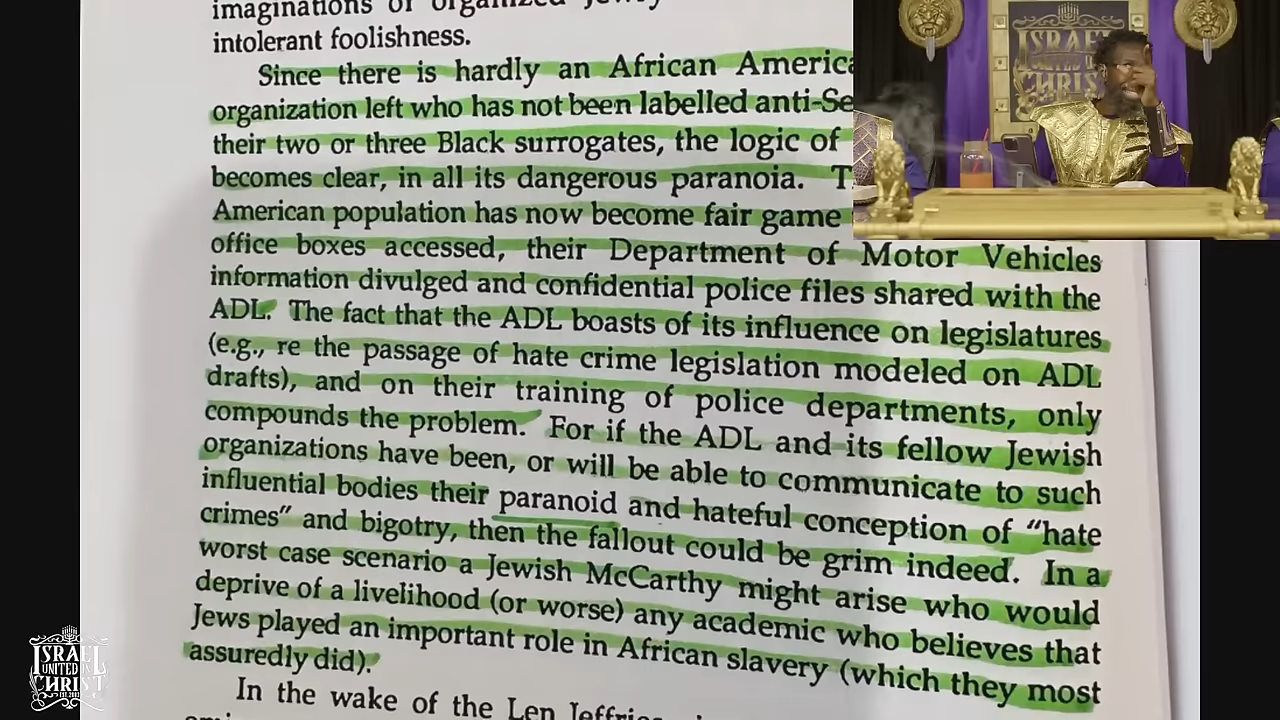 imaginations of organized Jewry
intolerant foolishness.
Since there is hardly an African America
organization left who has not been labelled anti-Se
their two or three Black surrogates, the logic of
becomes clear, in all its dangerous paranoia. T
American population has now become fair game
office boxes accessed, their Department of Motor Vehicles
information divulged and confidential police files shared with the
ADL. The fact that the ADL boasts of its influence on legislatures
(e.g., re the passage of hate crime legislation modeled on ADL
drafts), and on their training of police departments, only
compounds the problem. For if the ADL and its fellow Jewish
organizations have been, or will be able to communicate to such
influential bodies their paranoid and hateful conception of "hate
crimes" and bigotry, then the fallout could be grim indeed. In a
worst case scenario a Jewish McCarthy might arise who would
deprive of a livelihood (or worse) any academic who believes that
Jews played an important role in African slavery (which they most
assuredly did).
In the wake of the Len Jeffries
ISRAEL
UNITED IN
CHRIST
ISRAEL
UNITED IN
CHRIST
EST. 2003